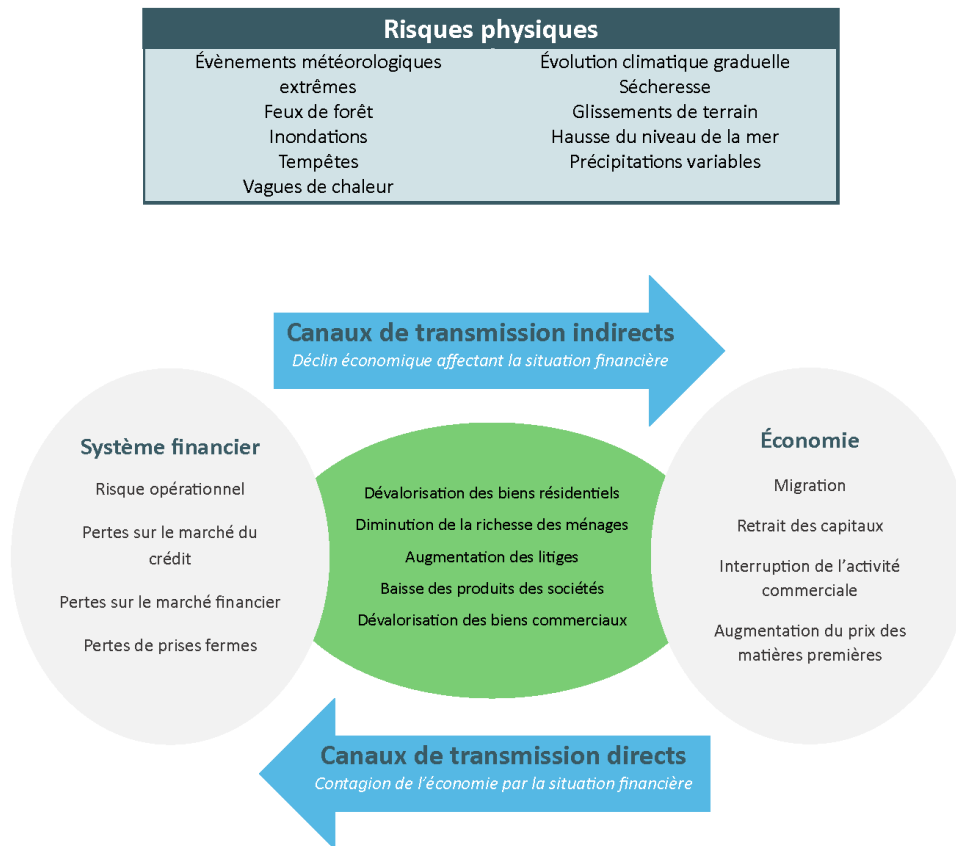 Risques physiques
Évènements météorologiques
extrêmes
Feux de forêt
Inondations
Tempêtes
Vagues de chaleur
Évolution climatique graduelle
Sécheresse
Glissements de terrain
Hausse du niveau de la mer
Précipitations variables
Canaux de transmission indirects
Déclin économique affectant la situation financière
Système financier
Risque opérationnel
Pertes sur le marché du
crédit
Pertes sur le marché financier
Pertes de prises fermes
Dévalorisation des biens résidentiels
Diminution de la richesse des ménages
Augmentation des litiges
Baisse des produits des sociétés
Dévalorisation des biens commerciaux
Économie
Migration
Retrait des capitaux
Interruption de l’activité
commerciale
Augmentation du prix des
matières premières
Canaux de transmission directs
Contagion de l’économie par la situation financière